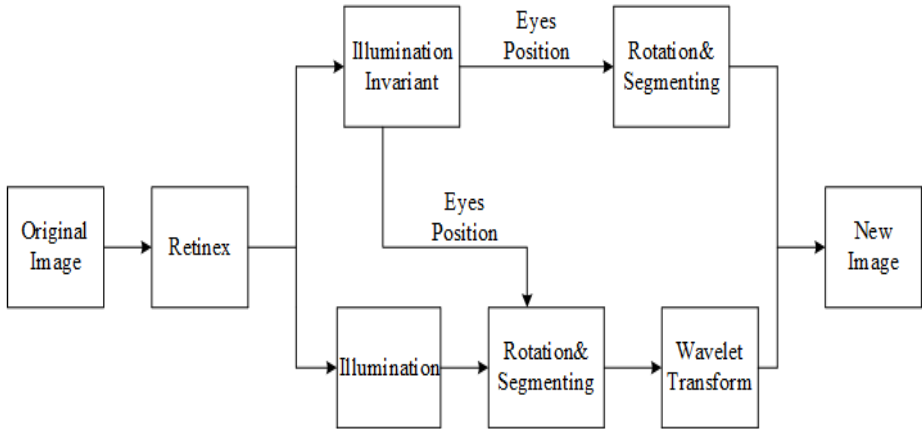 Original
Image
Retinex
Illumination
Invariant
Eyes
Position
Rotation&
Segmenting
Eyes
Position
Illumination
Rotation&
Segmenting
Wavelet
Transform
New
Image